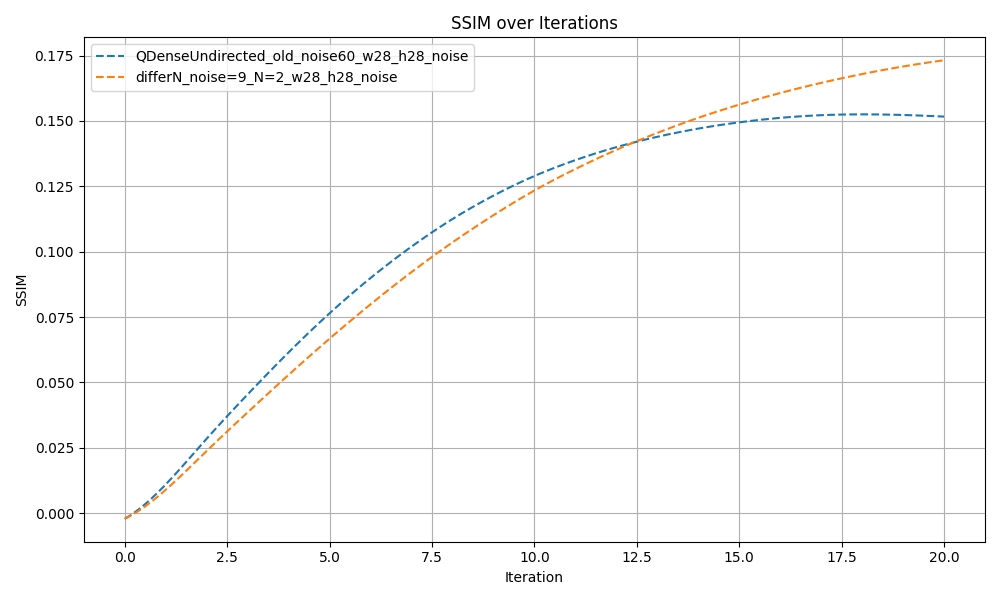 SSIM over Iterations
QDenseUndirected_old_noise60_w28_h28_noise
differN_noise=9_N=2_w28_h28_noise
SSIM
0.175
0.150
0.125
0.100
0.075
0.050
0.025
0.000
0.0 2.5 5.0 7.5 10.0 12.5 15.0 17.5 20.0
Iteration